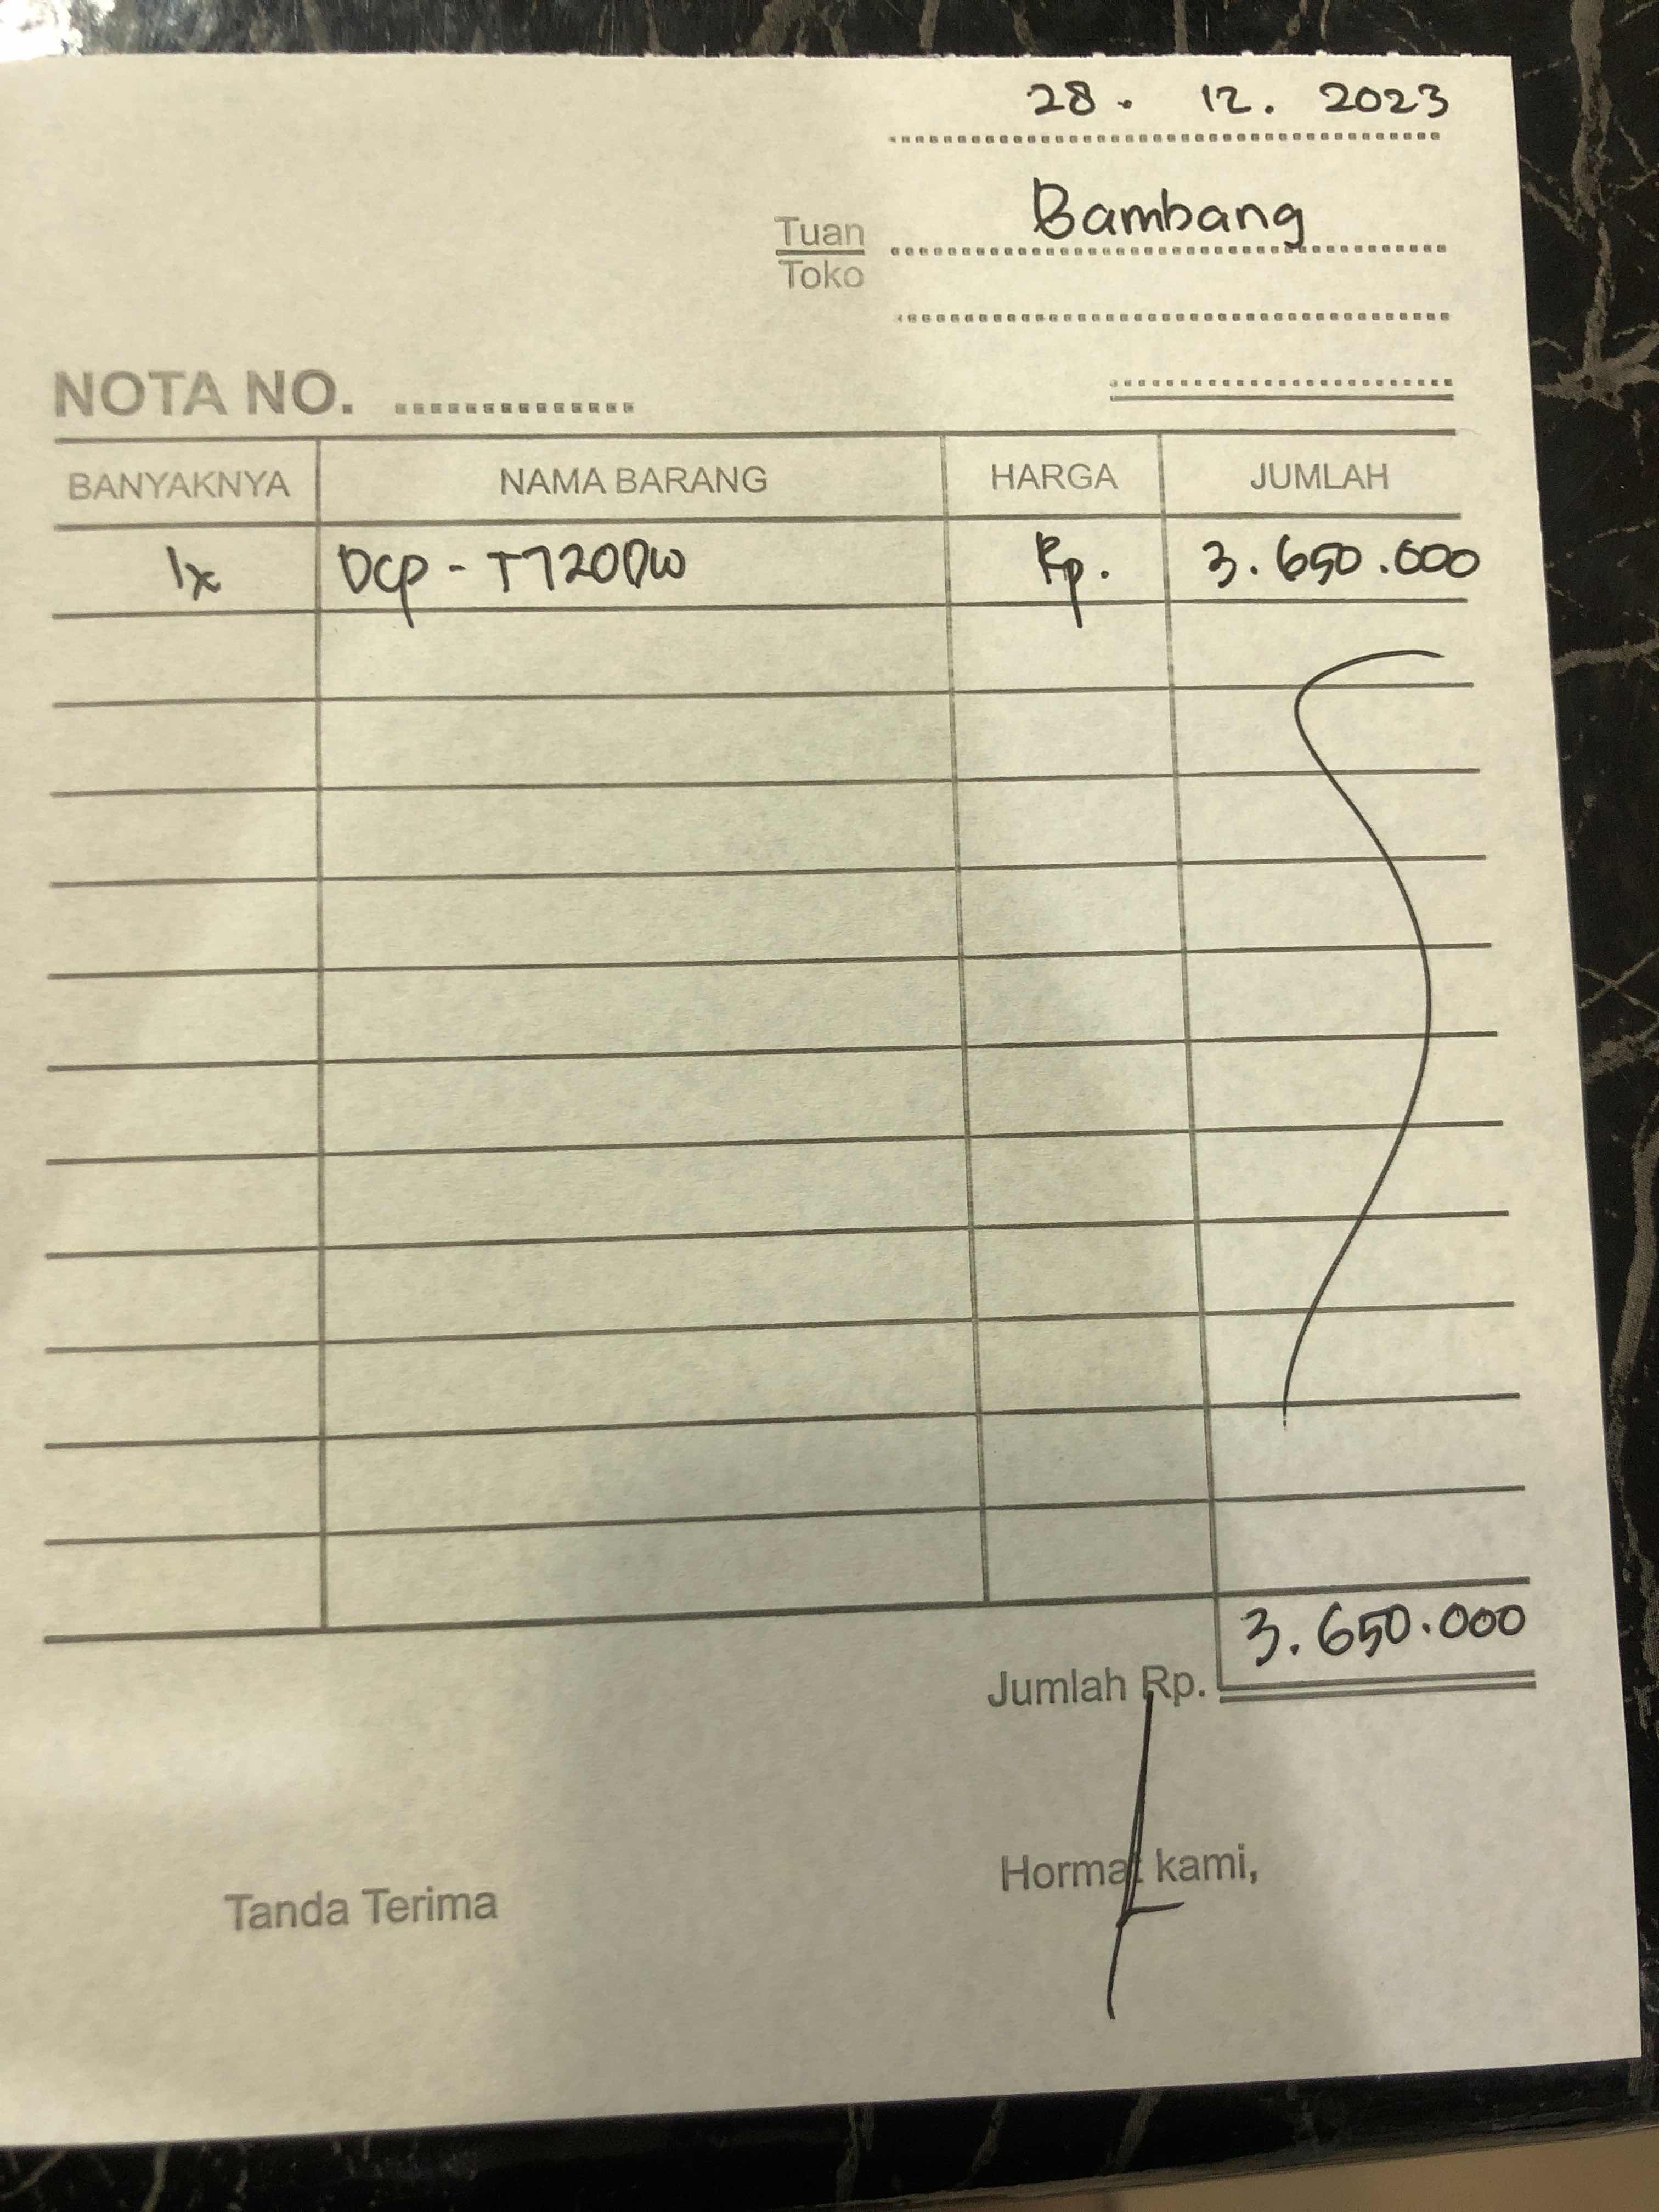 28. 12. 2023
Tuan Bambang
Toko
NOTA NO.
BANYAKNYA NAMA BARANG HARGA JUMLAH
1x DCP - T720DW Rp. 3.650.000
3.650.000
Jumlah Rp.
Hormat kami,
Tanda Terima